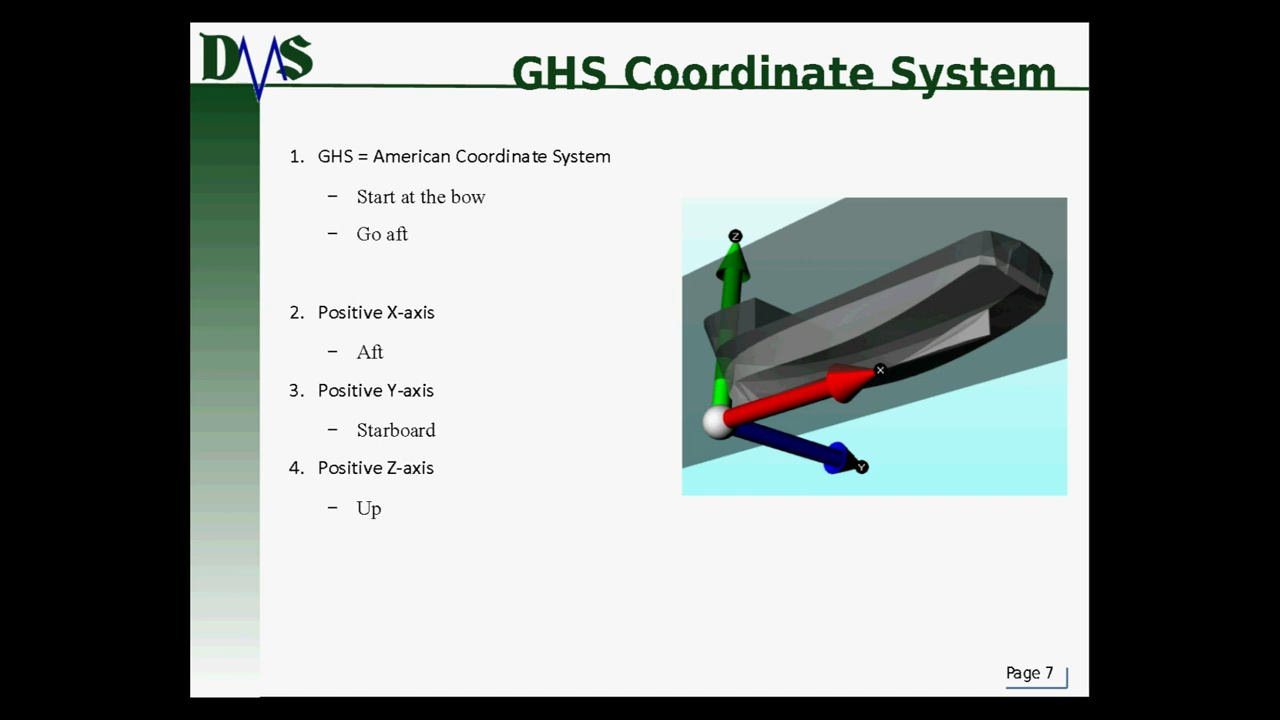 DMS
GHS Coordinate System
1. GHS = American Coordinate System
– Start at the bow
– Go aft
2. Positive X-axis
– Aft
3. Positive Y-axis
– Starboard
4. Positive Z-axis
– Up
Z
X
Y
Page 7